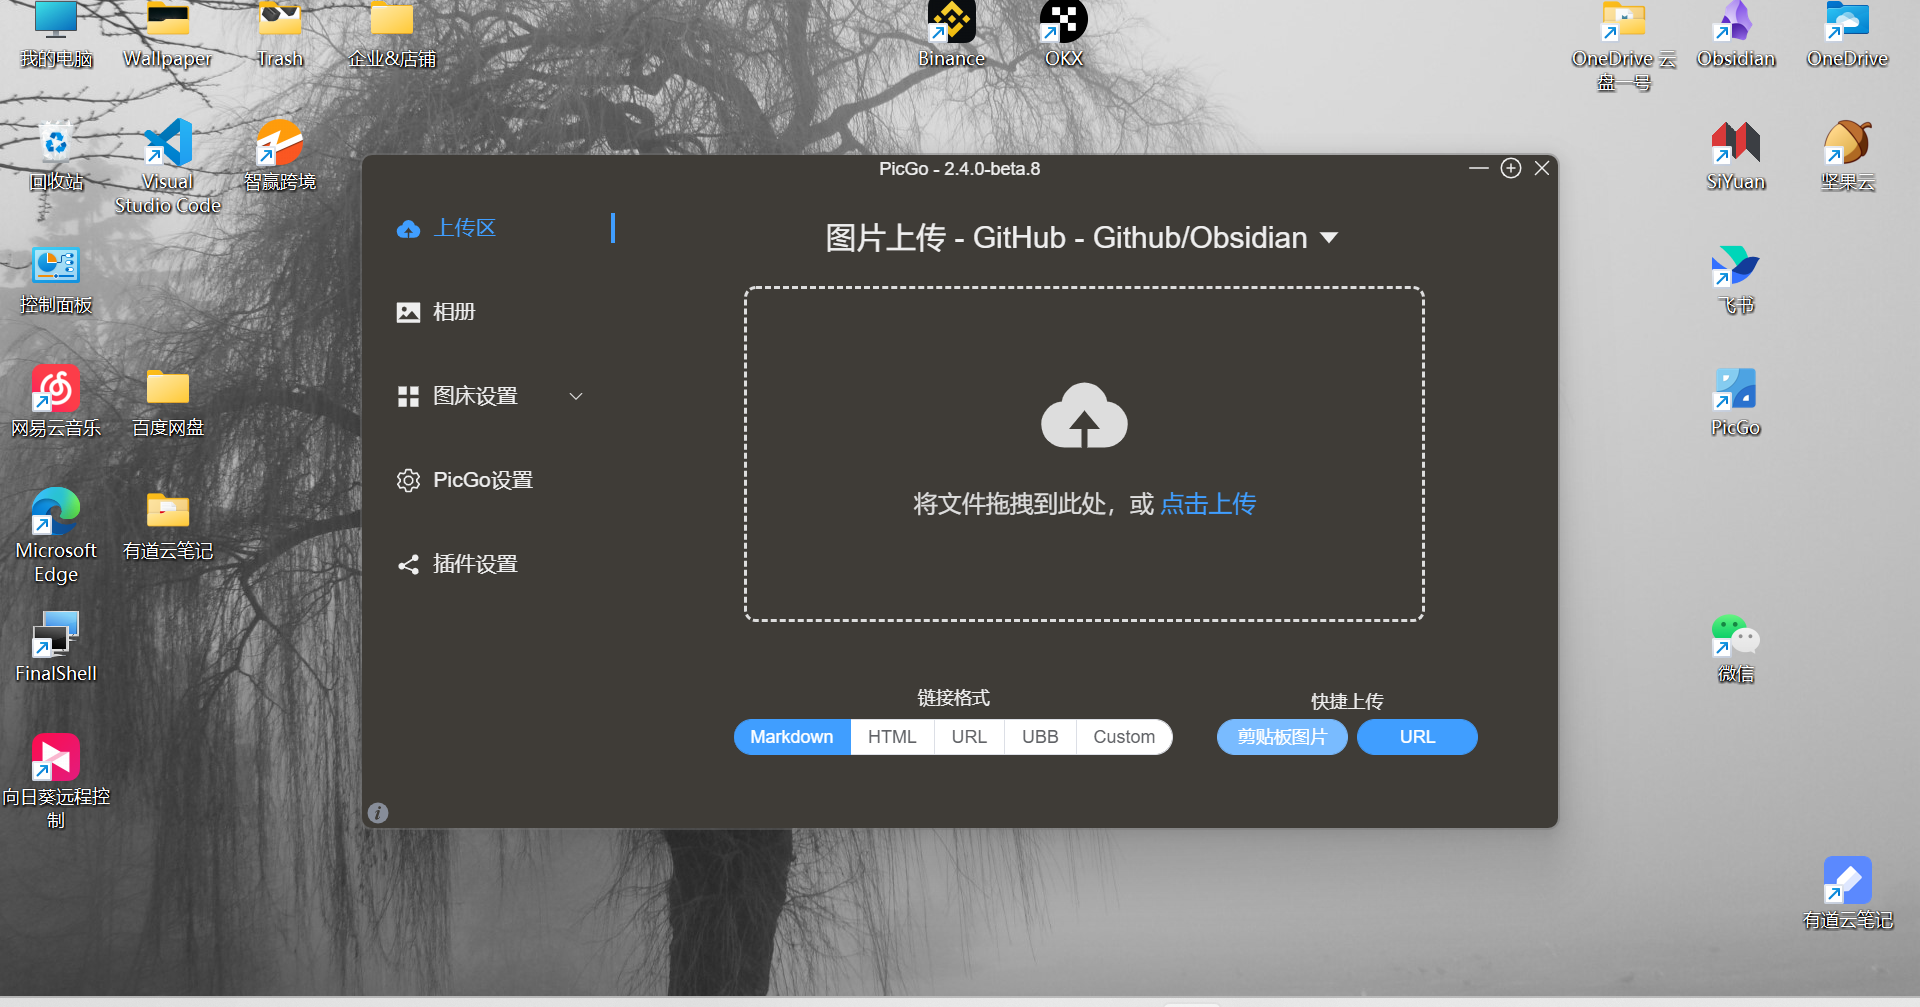 我的电脑
Wallpaper
Trash
企业&店铺
Binance
OKX
OneDrive 云
盘一号
Obsidian
OneDrive
回收站
Visual
Studio Code
智赢跨境
SiYuan
坚果云
控制面板
飞书
网易云音乐
百度网盘
PicGo
Microsoft
Edge
有道云笔记
FinalShell
微信
向日葵远程控
制
有道云笔记
PicGo - 2.4.0-beta.8
上传区
相册
图床设置
PicGo设置
插件设置
图片上传 - GitHub - Github/Obsidian
将文件拖拽到此处，或 点击上传
链接格式
Markdown
HTML
URL
UBB
Custom
快捷上传
剪贴板图片
URL